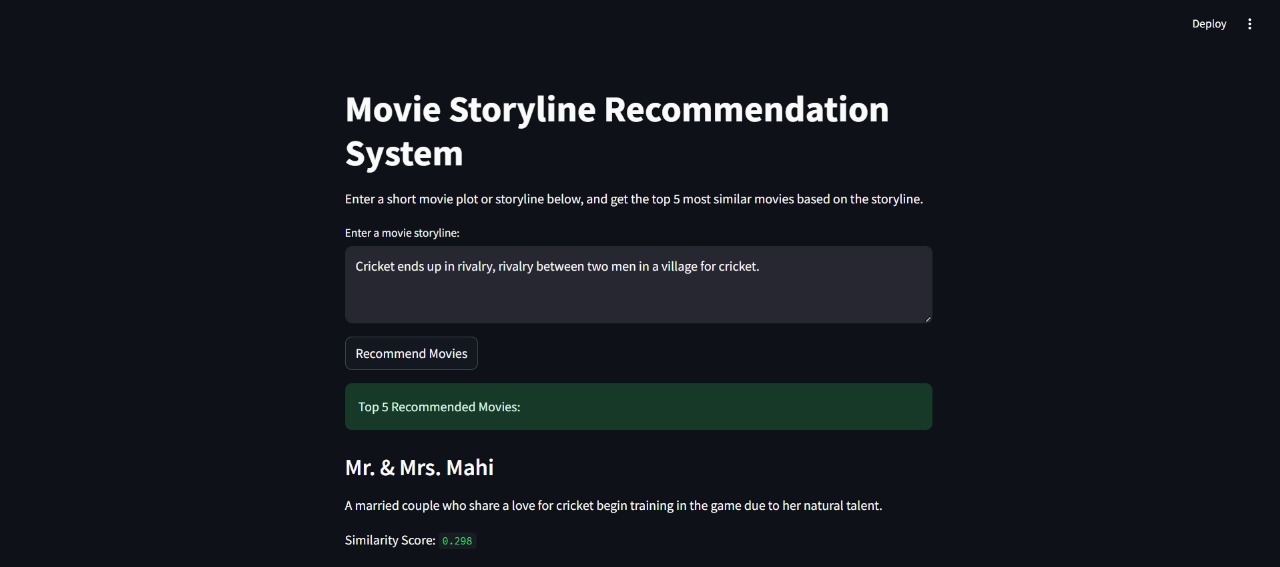 Deploy
Movie Storyline Recommendation
System
Enter a short movie plot or storyline below, and get the top 5 most similar movies based on the storyline.
Enter a movie storyline:
Cricket ends up in rivalry, rivalry between two men in a village for cricket.
Recommend Movies
Top 5 Recommended Movies:
Mr. & Mrs. Mahi
A married couple who share a love for cricket begin training in the game due to her natural talent.
Similarity Score: 0.298